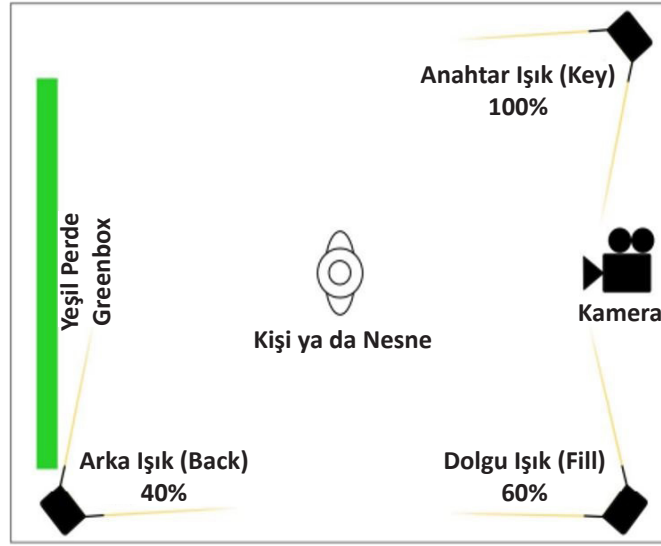 Anahtar Işık (Key)
100%
Yeşil Perde
Greenbox
Kişi ya da Nesne
Kamera
Arka Işık (Back)
40%
Dolgu Işık (Fill)
60%